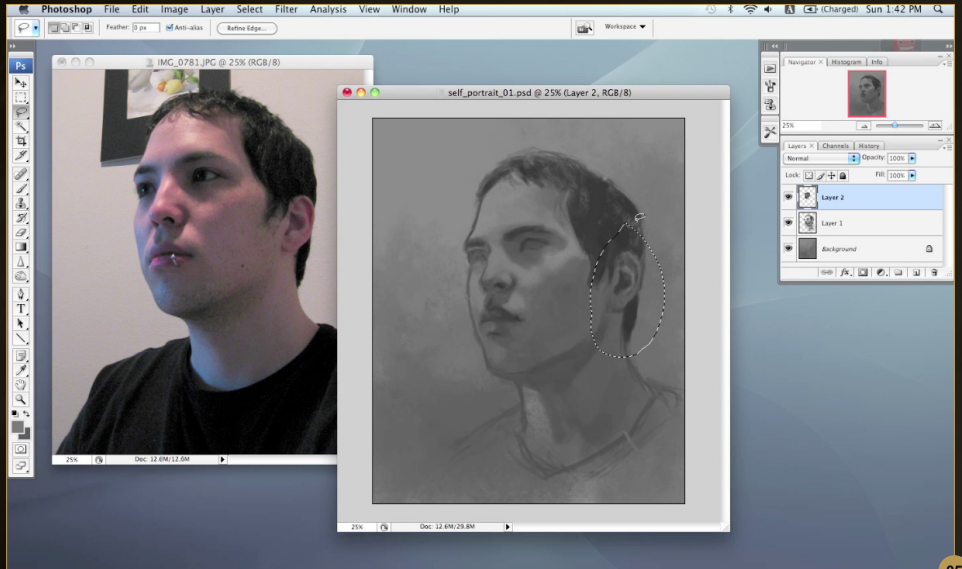 Photoshop File Edit Image Layer Select Filter Analysis View Window Help (Charged) Sun 1:42 PM
Feather: 0 px Anti-alias Refine Edge... Workspace
Ps
IMG_0781.JPG @ 25% (RGB/8)
self_portrait_01.psd @ 25% (Layer 2, RGB/8)
Navigator × Histogram Info
25%
Layers × Channels History
Normal Opacity: 100%
Lock: Fill: 100%
Layer 2
Layer 1
Background
25% Doc: 12.6M/12.6M
25% Doc: 12.6M/29.8M